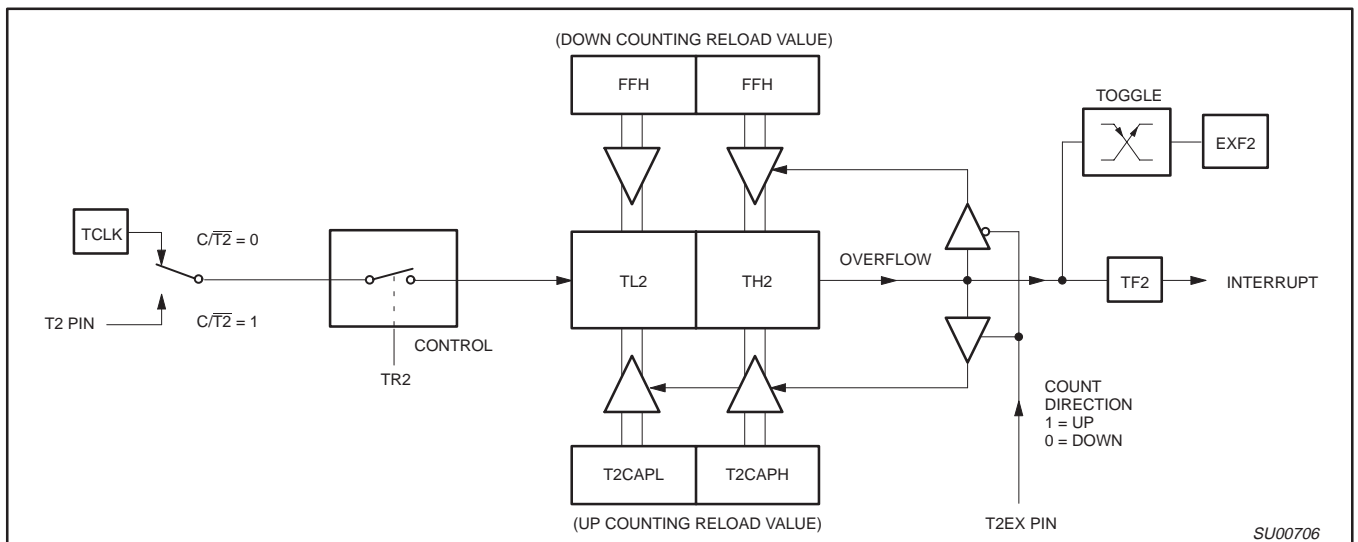 (DOWN COUNTING RELOAD VALUE)
FFH
FFH
TOGGLE
EXF2
TCLK
C/T2̅ = 0
OVERFLOW
TL2
TH2
TF2
INTERRUPT
T2 PIN
C/T2̅ = 1
CONTROL
TR2
COUNT
DIRECTION
1 = UP
0 = DOWN
T2CAPL
T2CAPH
(UP COUNTING RELOAD VALUE)
T2EX PIN
SU00706